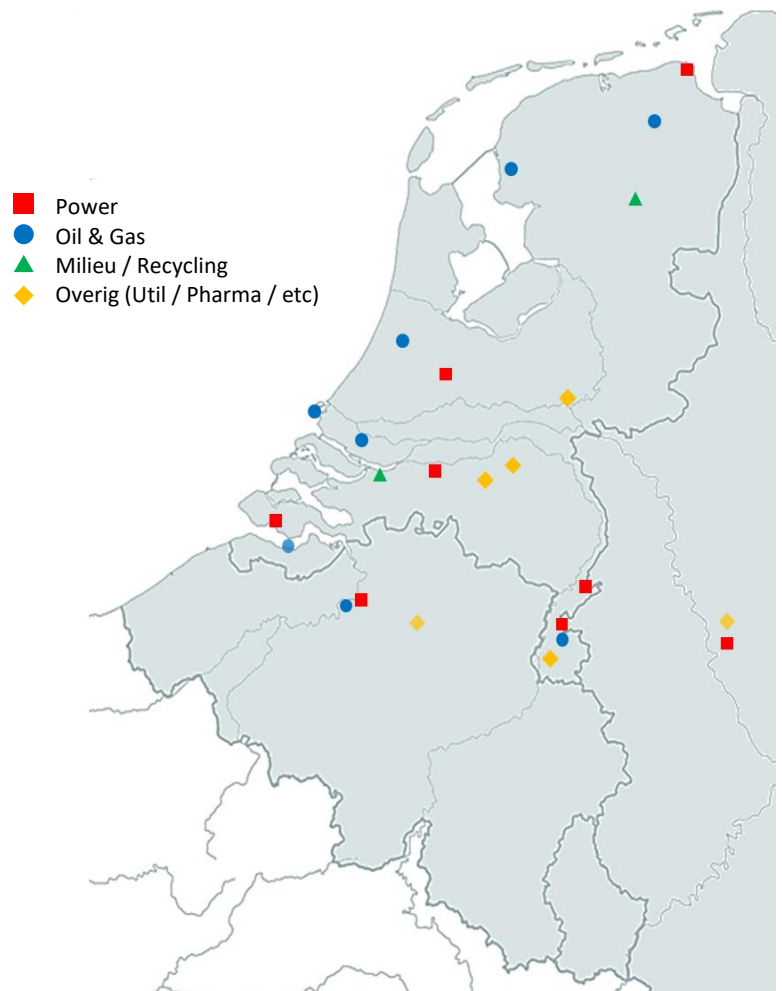 Power
Oil & Gas
Milieu / Recycling
Overig (Util / Pharma / etc)